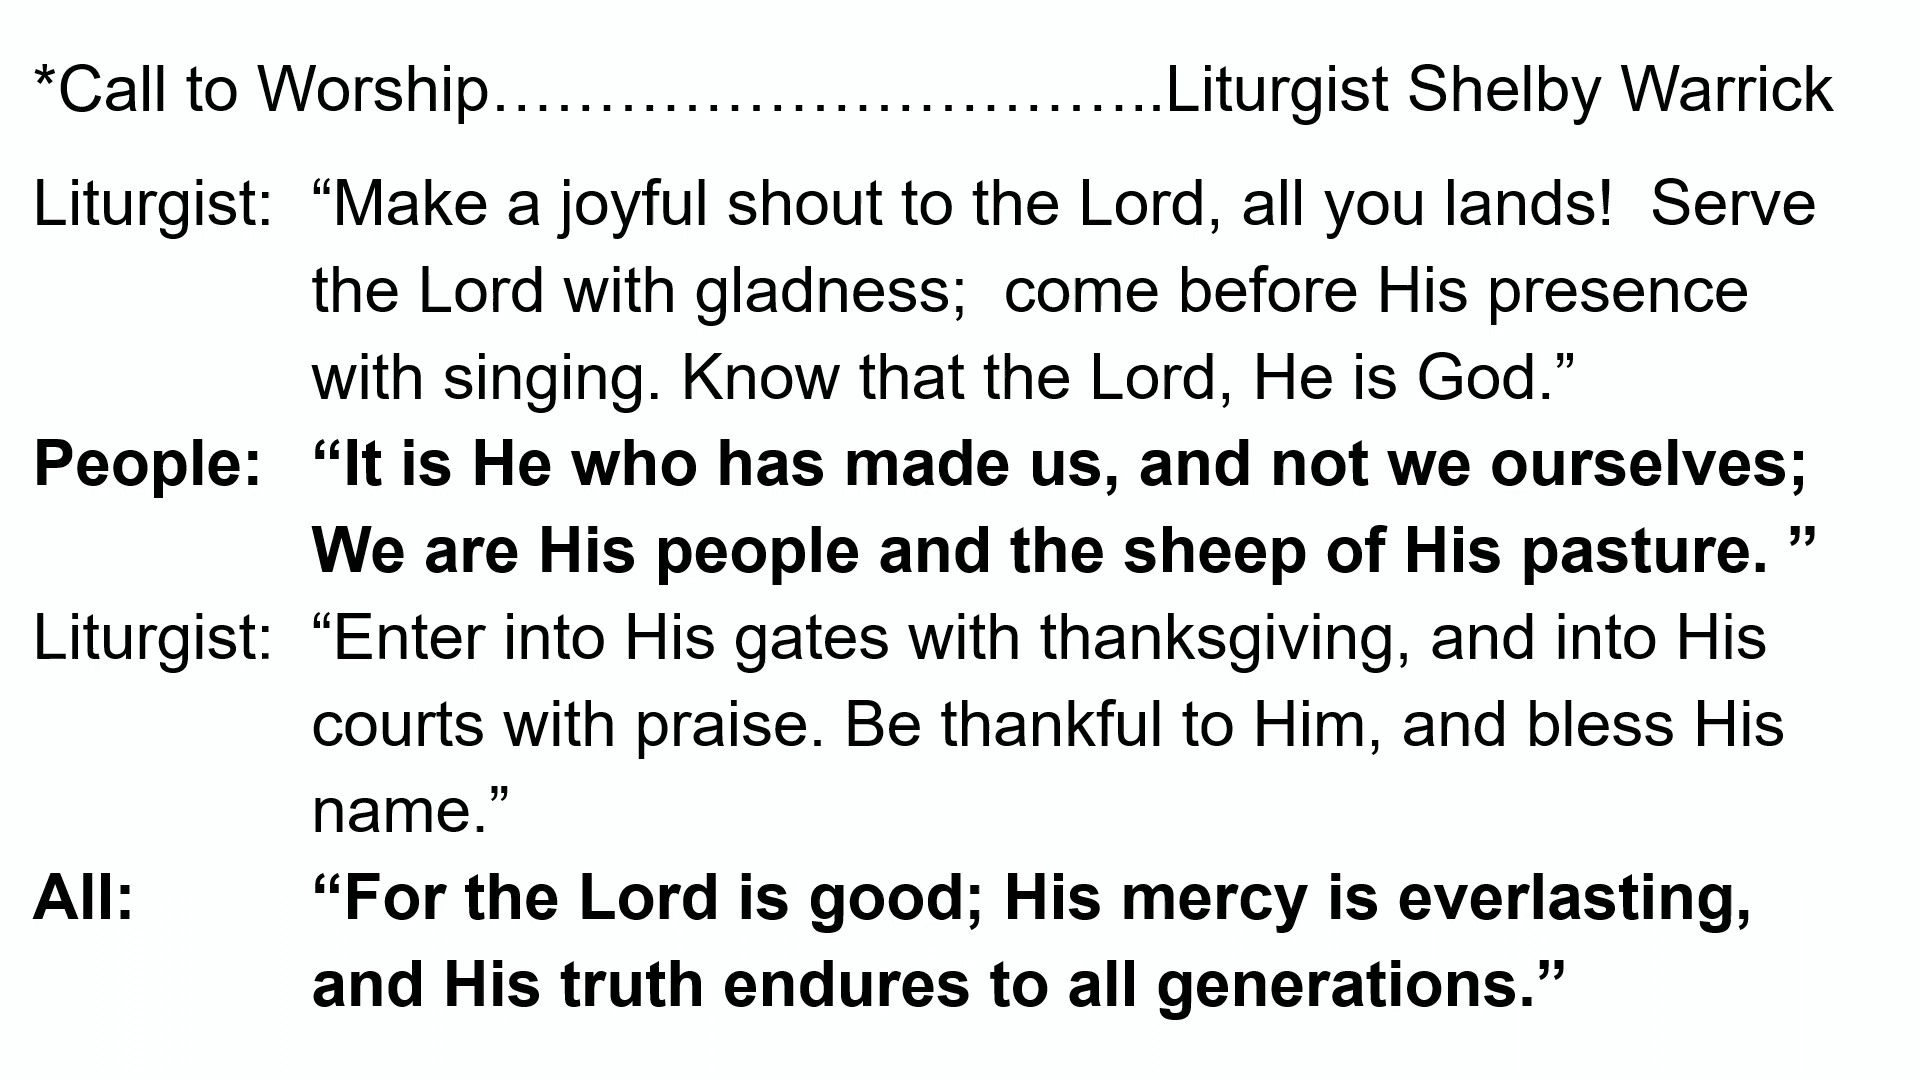 *Call to Worship…………………………..Liturgist Shelby Warrick
Liturgist: “Make a joyful shout to the Lord, all you lands!  Serve
the Lord with gladness;  come before His presence
with singing. Know that the Lord, He is God.”
People: “It is He who has made us, and not we ourselves;
We are His people and the sheep of His pasture. ”
Liturgist: “Enter into His gates with thanksgiving, and into His
courts with praise. Be thankful to Him, and bless His
name.”
All: “For the Lord is good; His mercy is everlasting,
and His truth endures to all generations.”